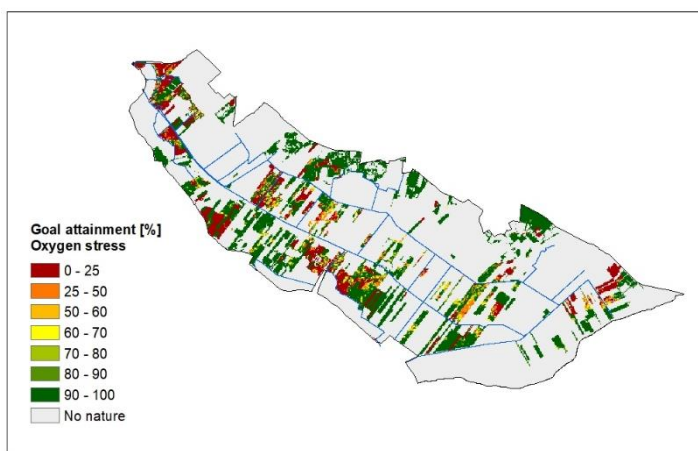 Goal attainment [%]
Oxygen stress
0 - 25
25 - 50
50 - 60
60 - 70
70 - 80
80 - 90
90 - 100
No nature